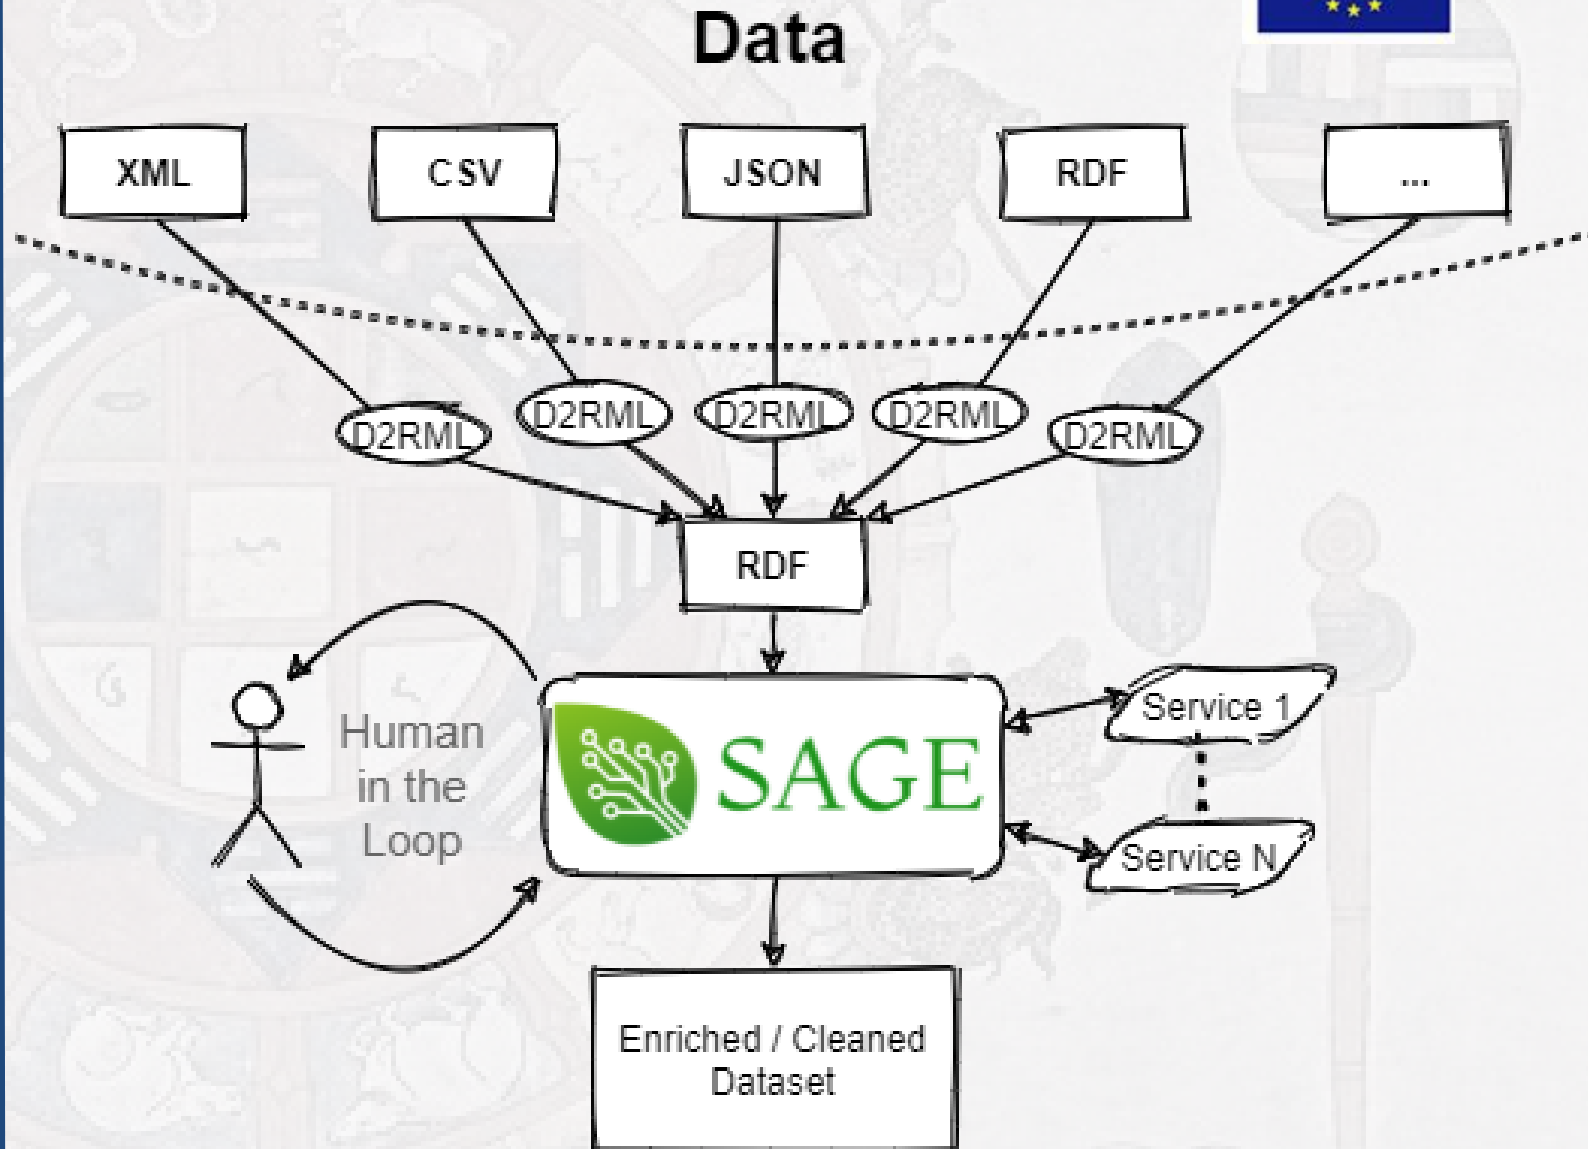 Data
XML
CSV
JSON
RDF
...
D2RML
D2RML
D2RML
D2RML
D2RML
RDF
Human
in the
Loop
SAGE
Service 1
Service N
Enriched / Cleaned
Dataset